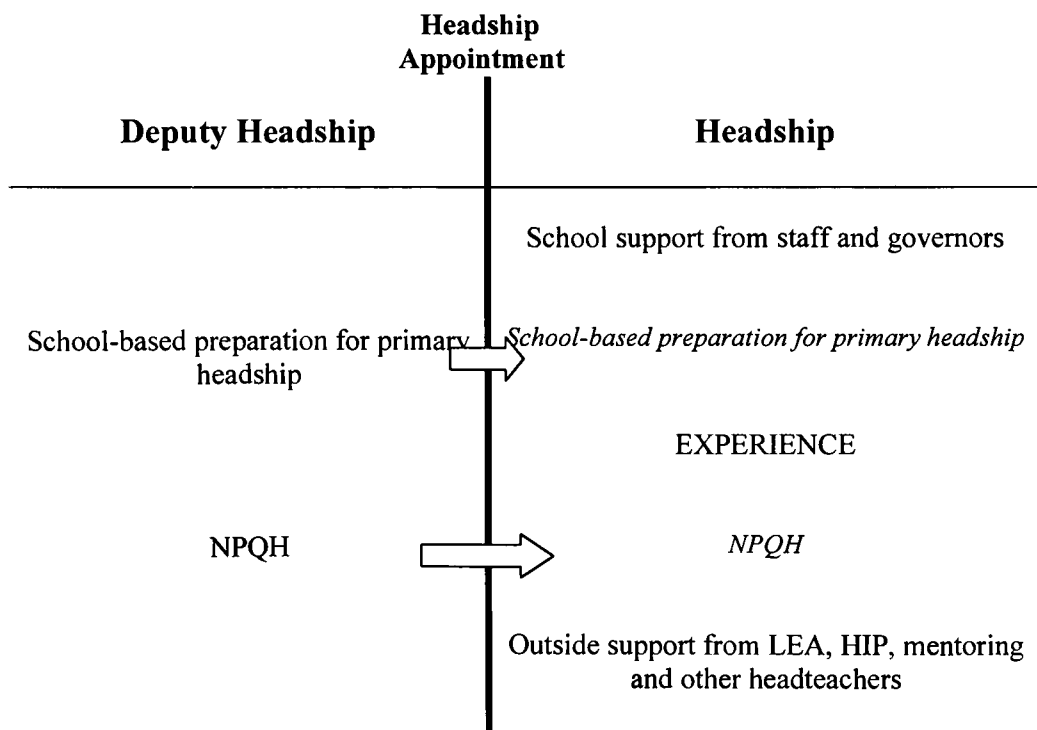 Headship
Appointment
Deputy Headship
Headship
School support from staff and governors
School-based preparation for primary
headship
School-based preparation for primary headship
EXPERIENCE
NPQH
NPQH
Outside support from LEA, HIP, mentoring
and other headteachers